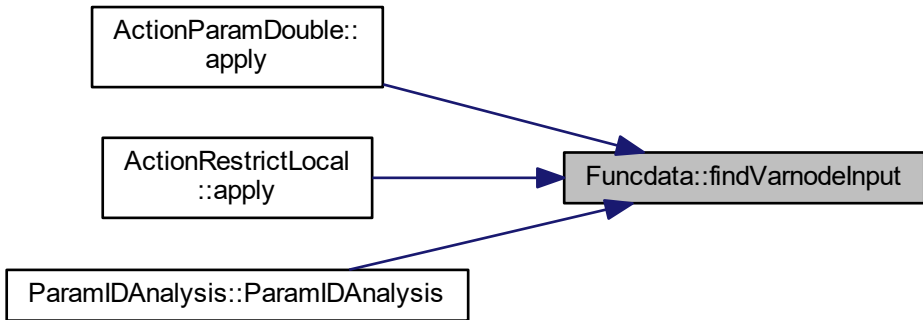 ActionParamDouble::
apply
ActionRestrictLocal
::apply
Funcdata::findVarnodeInput
ParamIDAnalysis::ParamIDAnalysis